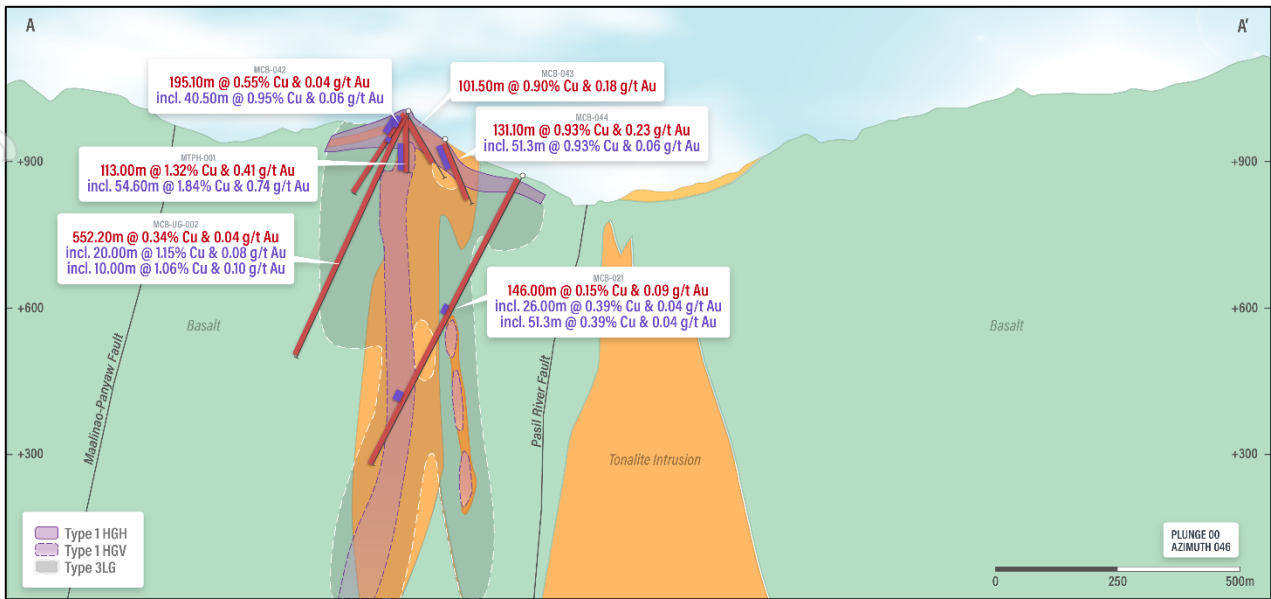 A
A'
MCB-042
195.10m @ 0.55% Cu & 0.04 g/t Au
incl. 40.50m @ 0.95% Cu & 0.06 g/t Au
MCB-043
101.50m @ 0.90% Cu & 0.18 g/t Au
MCB-044
131.10m @ 0.93% Cu & 0.23 g/t Au
incl. 51.3m @ 0.93% Cu & 0.06 g/t Au
+900
+900
MTPH-001
113.00m @ 1.32% Cu & 0.41 g/t Au
incl. 54.60m @ 1.84% Cu & 0.74 g/t Au
MCB-UG-002
552.20m @ 0.34% Cu & 0.04 g/t Au
incl. 20.00m @ 1.15% Cu & 0.08 g/t Au
incl. 10.00m @ 1.06% Cu & 0.10 g/t Au
MCB-021
146.00m @ 0.15% Cu & 0.09 g/t Au
incl. 26.00m @ 0.39% Cu & 0.04 g/t Au
incl. 51.3m @ 0.39% Cu & 0.04 g/t Au
+600
+600
Basalt
Basalt
Maalinao-Panyaw Fault
Pasil River Fault
+300
+300
Tonalite Intrusion
Type 1 HGH
Type 1 HGV
Type 3LG
PLUNGE 00
AZIMUTH 046
0
250
500m